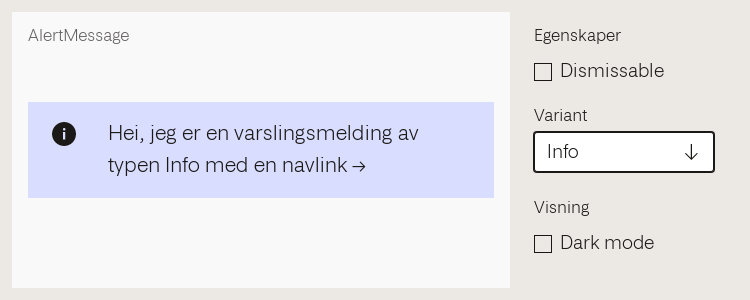 AlertMessage
Hei, jeg er en varslingsmelding av
typen Info med en navlink →
Egenskaper
Dismissable
Variant
Info
Visning
Dark mode